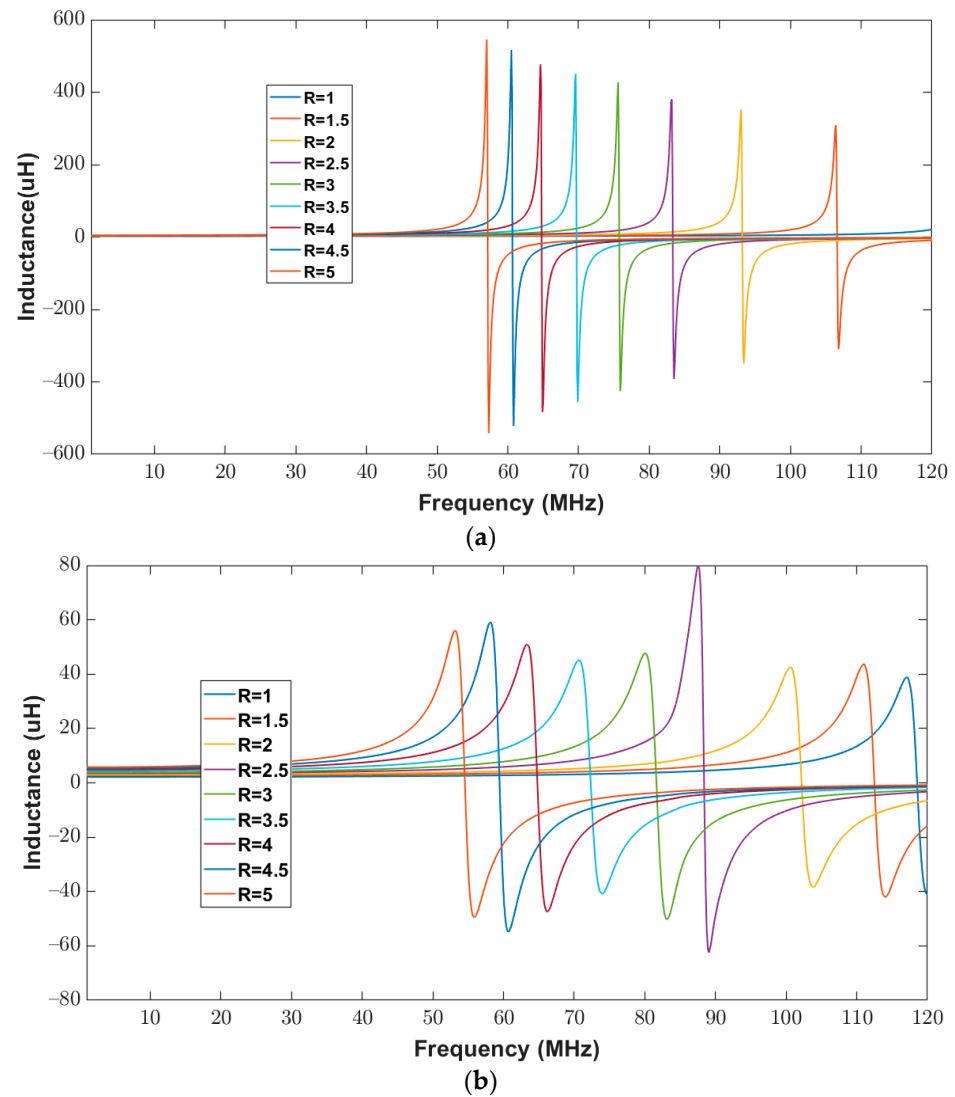 600
400
200
0
−200
−400
−600
Inductance(uH)
R=1
R=1.5
R=2
R=2.5
R=3
R=3.5
R=4
R=4.5
R=5
10 20 30 40 50 60 70 80 90 100 110 120
Frequency (MHz)
(a)
80
60
40
20
0
−20
−40
−60
−80
Inductance (uH)
R=1
R=1.5
R=2
R=2.5
R=3
R=3.5
R=4
R=4.5
R=5
10 20 30 40 50 60 70 80 90 100 110 120
Frequency (MHz)
(b)